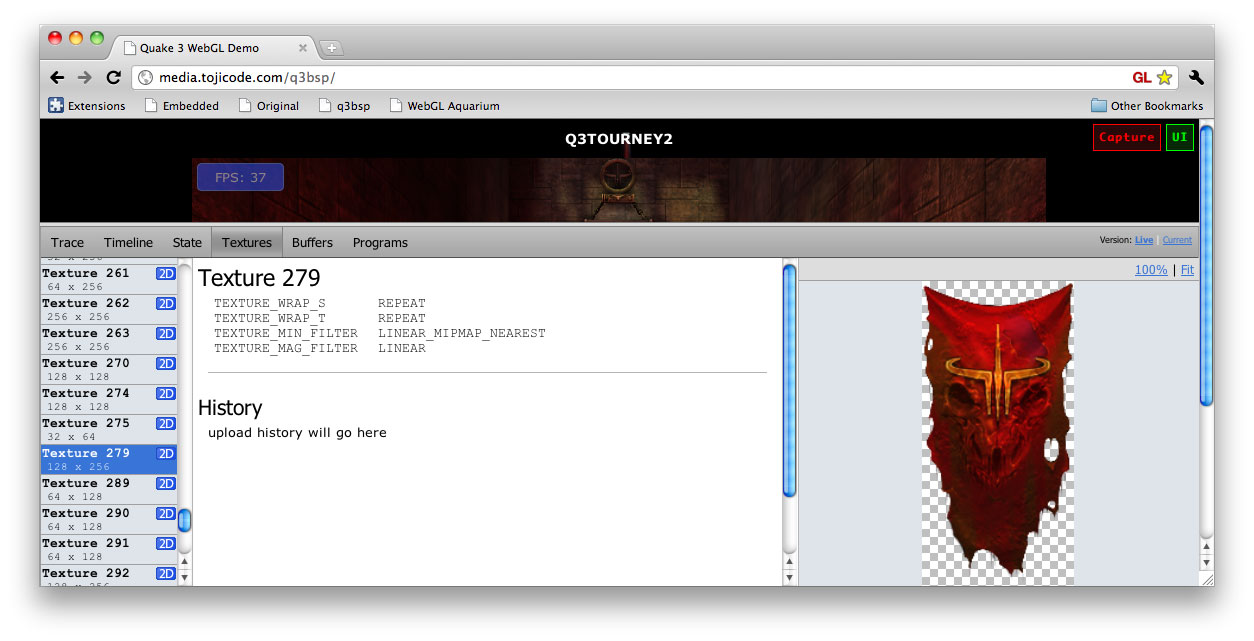 Quake 3 WebGL Demo
media.tojicode.com/q3bsp/
GL
Extensions Embedded Original q3bsp WebGL Aquarium Other Bookmarks
Q3TOURNEY2
Capture UI
FPS: 37
Trace Timeline State Textures Buffers Programs
Version: Live | Current
100% | Fit
Texture 261 2D
64 x 256
Texture 262 2D
256 x 256
Texture 263 2D
256 x 256
Texture 270 2D
128 x 128
Texture 274 2D
128 x 128
Texture 275 2D
32 x 64
Texture 279 2D
128 x 256
Texture 289 2D
64 x 128
Texture 290 2D
64 x 128
Texture 291 2D
64 x 128
Texture 292 2D
Texture 279
TEXTURE_WRAP_S REPEAT
TEXTURE_WRAP_T REPEAT
TEXTURE_MIN_FILTER LINEAR_MIPMAP_NEAREST
TEXTURE_MAG_FILTER LINEAR
History
upload history will go here